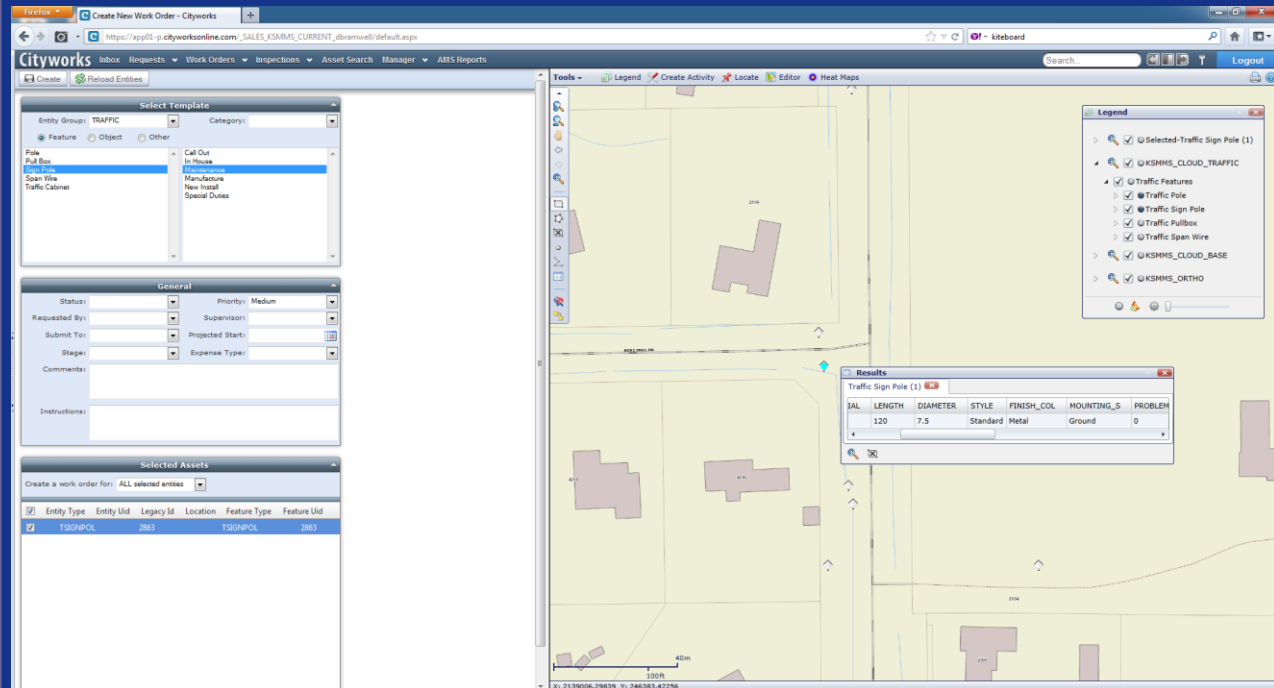 Firefox
Create New Work Order - Cityworks
https://app01-p.cityworksonline.com/_SALES_KSMMS_CURRENT_dbramwell/default.aspx
kiteboard
Cityworks Inbox Requests Work Orders Inspections Asset Search Manager AMS Reports
Search...
Logout
Create Reload Entities
Select Template
Entity Group: TRAFFIC Category:
Feature Object Other
Pole
Pull Box
Sign Pole
Span Wire
Traffic Cabinet
Call Out
In House
Maintenance
Manufacture
New Install
Special Duties
General
Status: Priority: Medium
Requested By: Supervisor:
Submit To: Projected Start:
Stage: Expense Type:
Comments:
Instructions:
Selected Assets
Create a work order for: ALL selected entities
Entity Type Entity Uid Legacy Id Location Feature Type Feature Uid
TSIGNPOL 2863 TSIGNPOL 2863
Tools Legend Create Activity Locate Editor Heat Maps
Legend
Selected-Traffic Sign Pole (1)
KSMMS_CLOUD_TRAFFIC
Traffic Features
Traffic Pole
Traffic Sign Pole
Traffic Pullbox
Traffic Span Wire
KSMMS_CLOUD_BASE
KSMMS_ORTHO
Results
Traffic Sign Pole (1)
IAL LENGTH DIAMETER STYLE FINISH_COL MOUNTING_S PROBLEM
120 7.5 Standard Metal Ground 0
40m
100ft
X: 2139006.29839 Y: 246383.42256